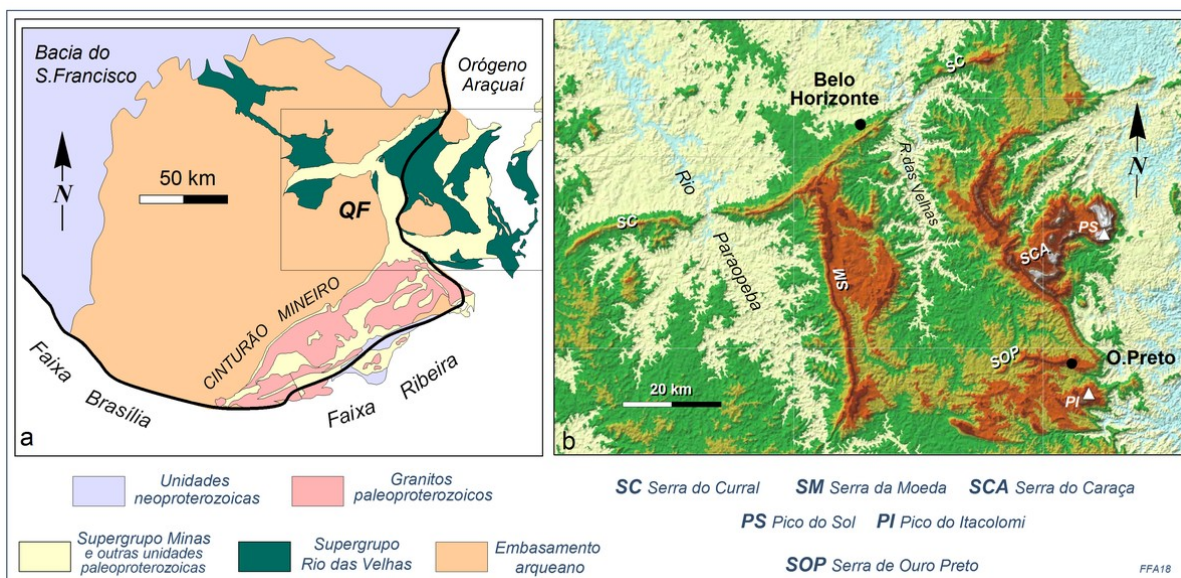 Bacia do
S.Francisco
Orógeno
Araçuaí
N
50 km
QF
CINTURÃO MINEIRO
Faixa
Brasília
Faixa
Ribeira
a
SC
Belo
Horizonte
N
Rio
R.das Velhas
PS
SC
Paraopeba
SCA
SM
SOP
O.Preto
20 km
PI
b
Unidades
neoproterozoicas
Granitos
paleoproterozoicos
Supergrupo Minas
e outras unidades
paleoproterozoicas
Supergrupo
Rio das Velhas
Embasamento
arqueano
SC Serra do Curral
SM Serra da Moeda
SCA Serra do Caraça
PS Pico do Sol
PI Pico do Itacolomi
SOP Serra de Ouro Preto
FFA18